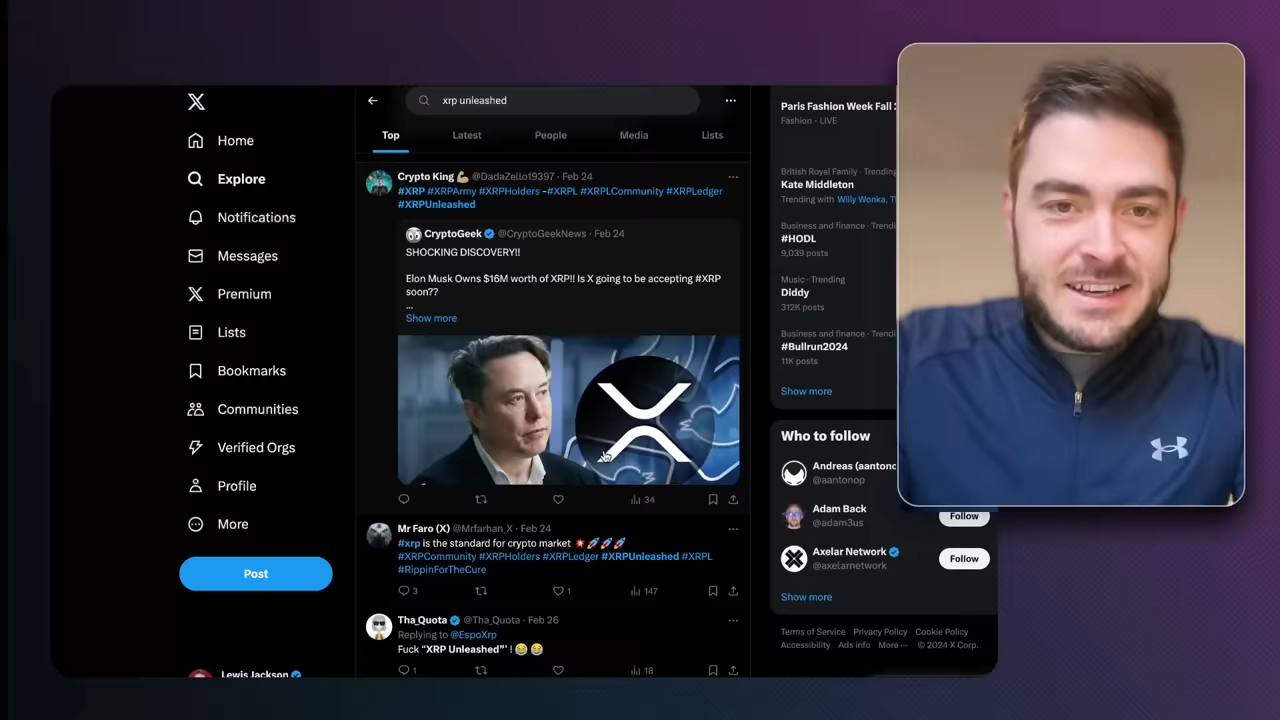 Home
Explore
Notifications
Messages
Premium
Lists
Bookmarks
Communities
Verified Orgs
Profile
More
Post
Lewis Jackson
xrp unleashed
Top
Latest
People
Media
Lists
Crypto King 💪 @DadaZello19397 · Feb 24
#XRP #XRPArmy #XRPHolders -#XRPL #XRPLCommunity #XRPLedger
#XRPUnleashed
CryptoGeek @CryptoGeekNews · Feb 24
SHOCKING DISCOVERY!!
Elon Musk Owns $16M worth of XRP!! Is X going to be accepting #XRP
soon??
...
Show more
34
Mr Faro (X) @Mrfarhan_X · Feb 24
#xrp is the standard for crypto market 💥🚀🚀🚀
#XRPCommunity #XRPHolders #XRPLedger #XRPUnleashed #XRPL
#RippinForTheCure
3
1
147
Tha_Quota @Tha_Quota · Feb 26
Replying to @EspoXrp
Fuck "XRP Unleashed"' ! 😂 😂
1
18
Paris Fashion Week Fall
Fashion · LIVE
British Royal Family · Trending
Kate Middleton
Trending with Willy Wonka,
Business and finance · Trendi
#HODL
9,039 posts
Music · Trending
Diddy
312K posts
Business and finance · Trendi
#Bullrun2024
11K posts
Show more
Who to follow
Andreas (aantono
@aantonop
Adam Back
@adam3us
Follow
Axelar Network
@axelarnetwork
Follow
Show more
Terms of Service Privacy Policy Cookie Policy
Accessibility Ads info More ··· © 2024 X Corp.